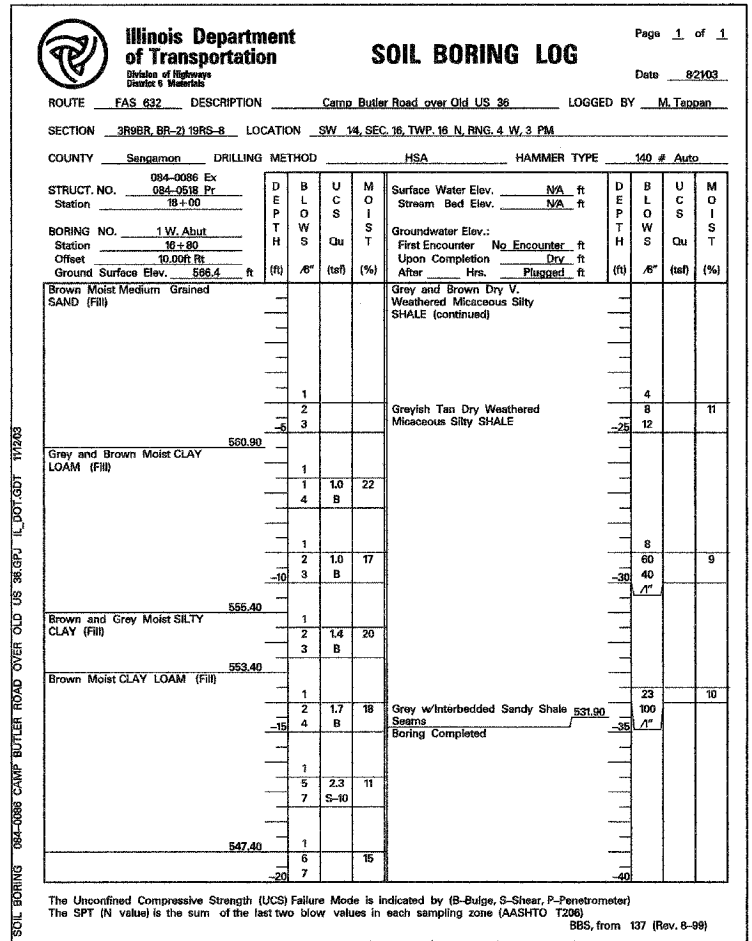 Illinois Department
of Transportation
Division of Highways
District 6 Materials
SOIL BORING LOG
Page 1 of 1
Date 8/21/03
ROUTE FAS 632 DESCRIPTION Camp Butler Road over Old US 36 LOGGED BY M. Tappan
SECTION 3R9BR, BR-2) 19RS-8 LOCATION SW 1/4, SEC. 16, TWP. 16 N, RNG. 4 W, 3 PM
COUNTY Sangamon DRILLING METHOD HSA HAMMER TYPE 140 # Auto
084-0086 Ex
STRUCT. NO. 084-0518 Pr
Station 18+00
BORING NO. 1 W. Abut
Station 16+80
Offset 10.00ft Rt
Ground Surface Elev. 566.4 ft
DEPTH (ft)
BLOWS /6"
UCS Qu (tsf)
MOIST (%)
Surface Water Elev. N/A ft
Stream Bed Elev. N/A ft
Groundwater Elev.:
First Encounter No Encounter ft
Upon Completion Dry ft
After Hrs. Plugged ft
DEPTH (ft)
BLOWS /6"
UCS Qu (tsf)
MOIST (%)
Brown Moist Medium Grained
SAND (Fill)
1
2
-5 3
560.90
Grey and Brown Moist CLAY
LOAM (Fill)
1
1 1.0 22
4 B
1
2 1.0 17
-10 3 B
555.40
Brown and Grey Moist SILTY
CLAY (Fill)
1
2 1.4 20
3 B
553.40
Brown Moist CLAY LOAM (Fill)
1
2 1.7 18
-15 4 B
1
5 2.3 11
7 S-10
547.40
1
6 15
-20 7
Grey and Brown Dry V.
Weathered Micaceous Silty
SHALE (continued)
4
Greyish Tan Dry Weathered
Micaceous Silty SHALE
8 11
-25 12
8
60 9
-30 40
/1"
23 10
Grey w/Interbedded Sandy Shale 531.90 100
Seams
-35 /1"
Boring Completed
-40
The Unconfined Compressive Strength (UCS) Failure Mode is indicated by (B-Bulge, S-Shear, P-Penetrometer)
The SPT (N value) is the sum of the last two blow values in each sampling zone (AASHTO T206)
BBS, from 137 (Rev. 8-99)
SOIL BORING 084-0086 CAMP BUTLER ROAD OVER OLD US 36.GPJ IL_DOT.GDT 11/12/03